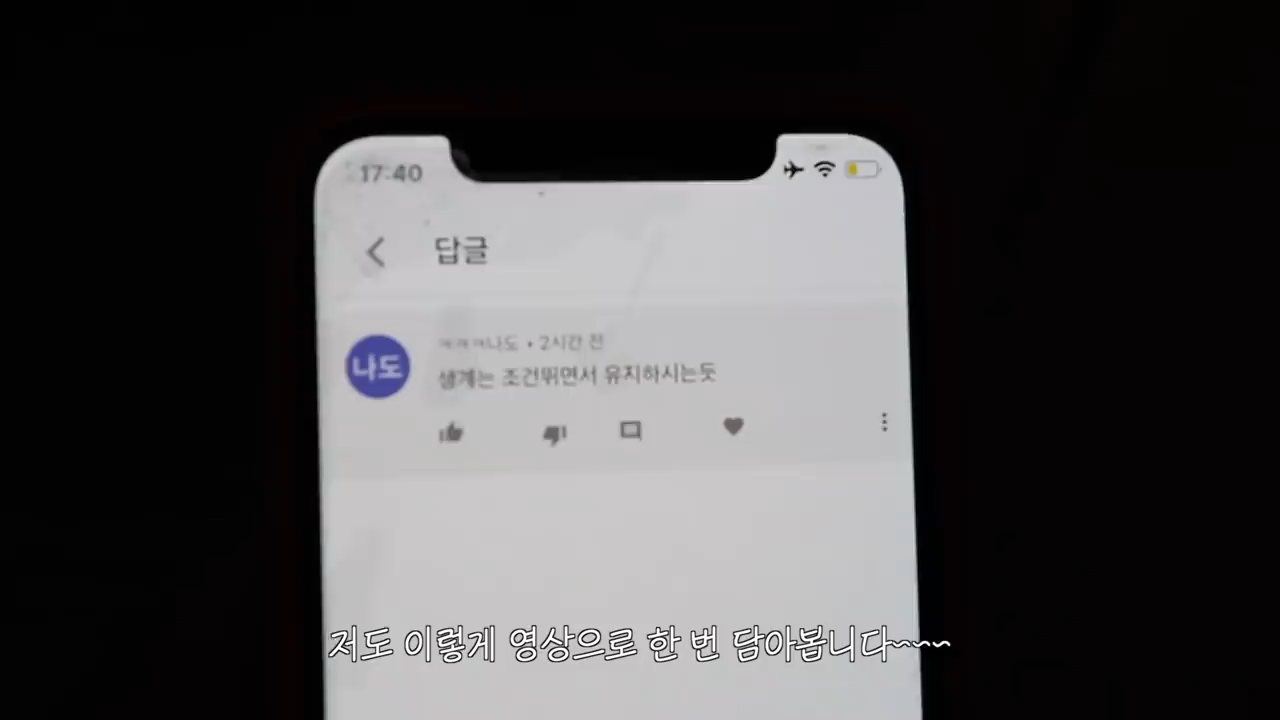 17:40
답글
나도
나도 • 2시간 전
생계는 조건뛰면서 유지하시는듯
저도 이렇게 영상으로 한 번 담아봅니다~~~